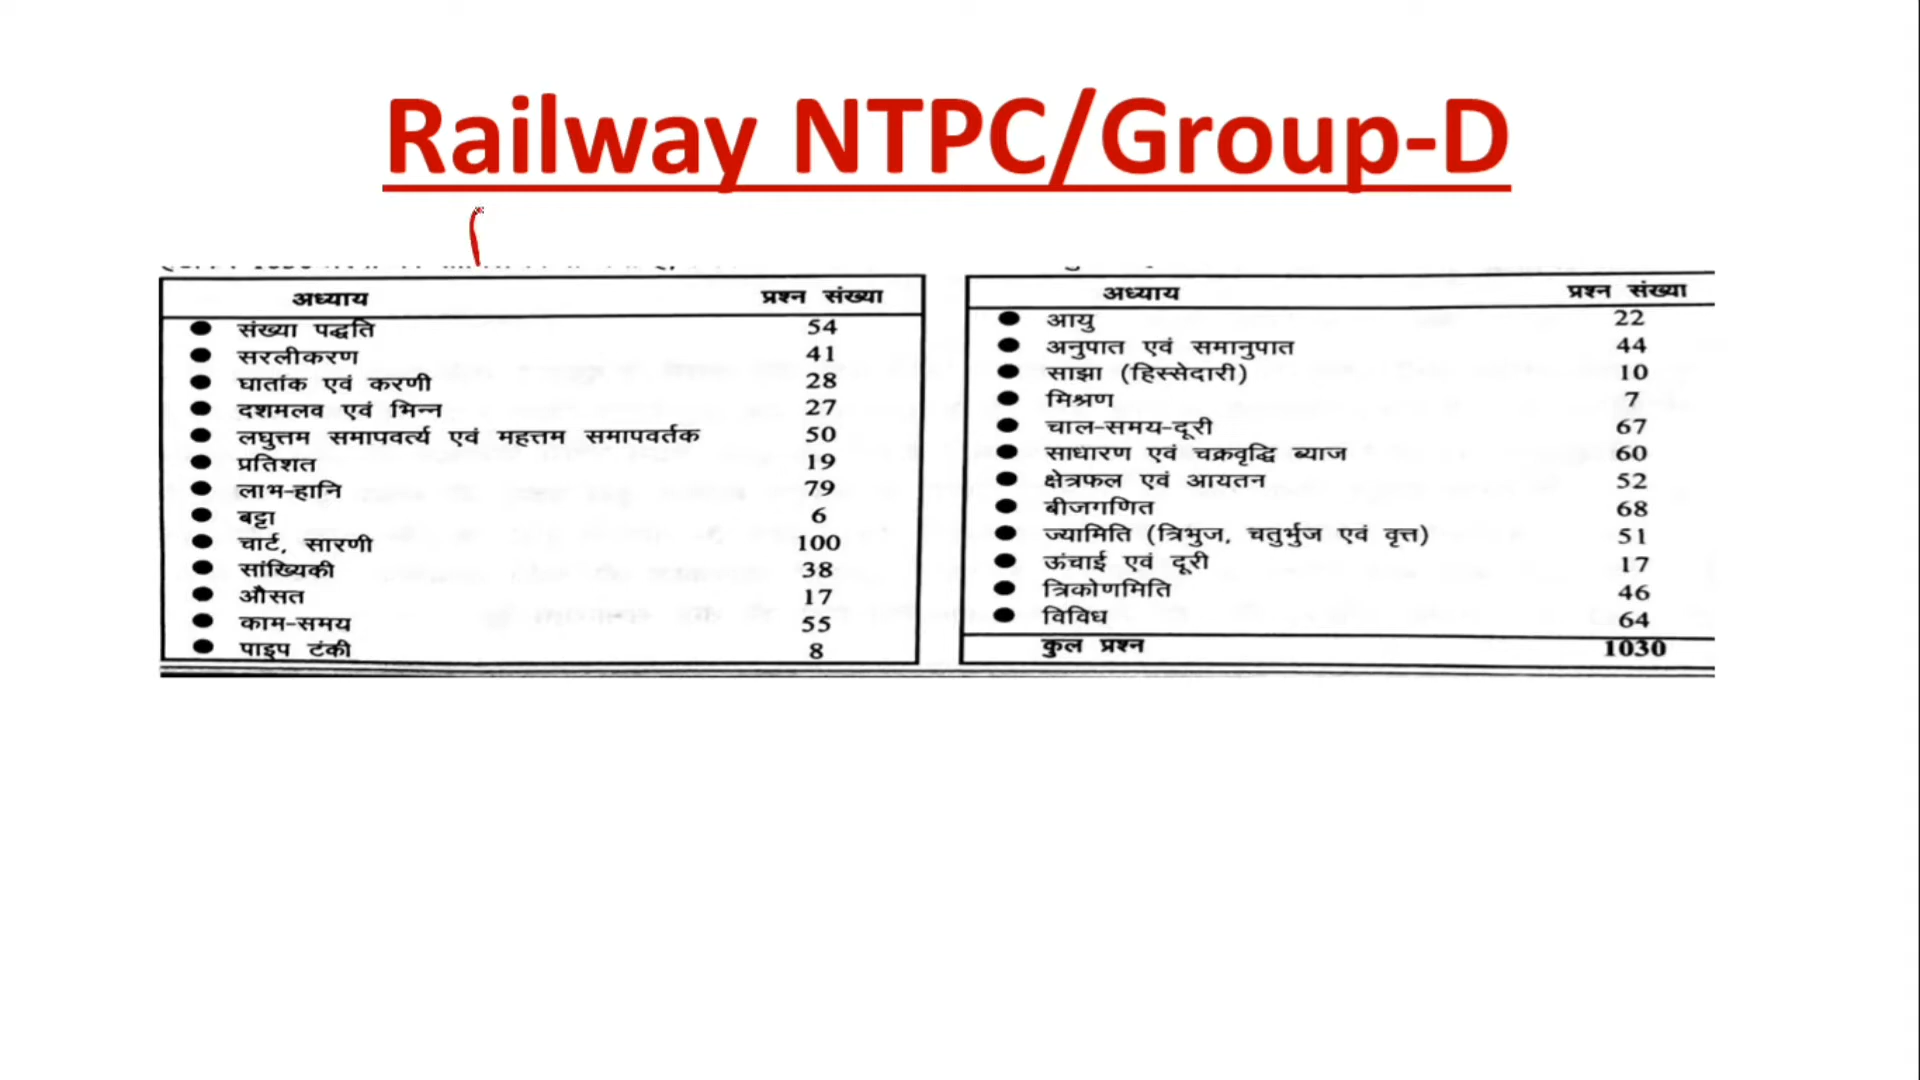 Railway NTPC/Group-D
अध्याय प्रश्न संख्या
● संख्या पद्धति 54
● सरलीकरण 41
● घातांक एवं करणी 28
● दशमलव एवं भिन्न 27
● लघुत्तम समापवर्त्य एवं महत्तम समापवर्तक 50
● प्रतिशत 19
● लाभ-हानि 79
● बट्टा 6
● चार्ट, सारणी 100
● सांख्यिकी 38
● औसत 17
● काम-समय 55
● पाइप टंकी 8
अध्याय प्रश्न संख्या
● आयु 22
● अनुपात एवं समानुपात 44
● साझा (हिस्सेदारी) 10
● मिश्रण 7
● चाल-समय-दूरी 67
● साधारण एवं चक्रवृद्धि ब्याज 60
● क्षेत्रफल एवं आयतन 52
● बीजगणित 68
● ज्यामिति (त्रिभुज, चतुर्भुज एवं वृत्त) 51
● ऊंचाई एवं दूरी 17
● त्रिकोणमिति 46
● विविध 64
कुल प्रश्न 1030